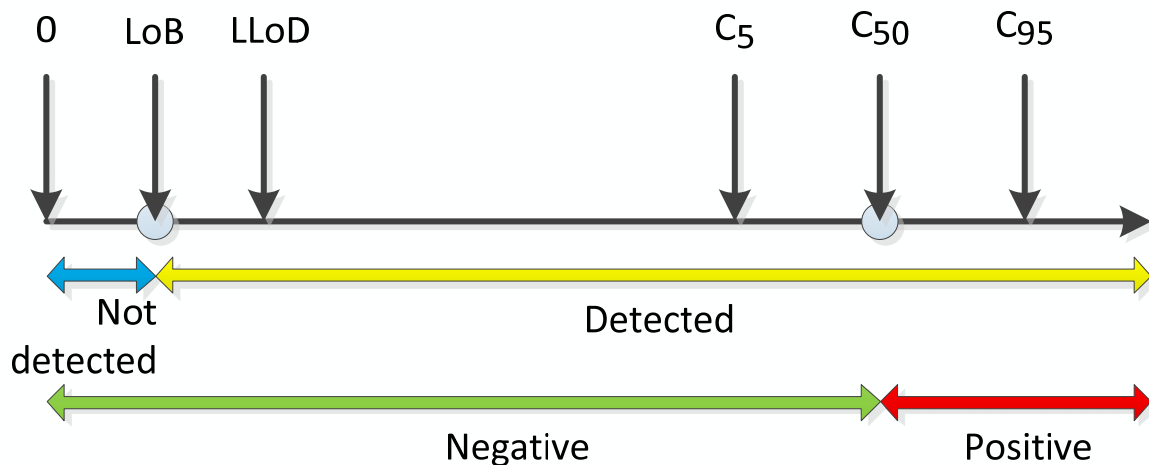 0 LoB LLoD C5 C50 C95
Not
detected
Detected
Negative
Positive